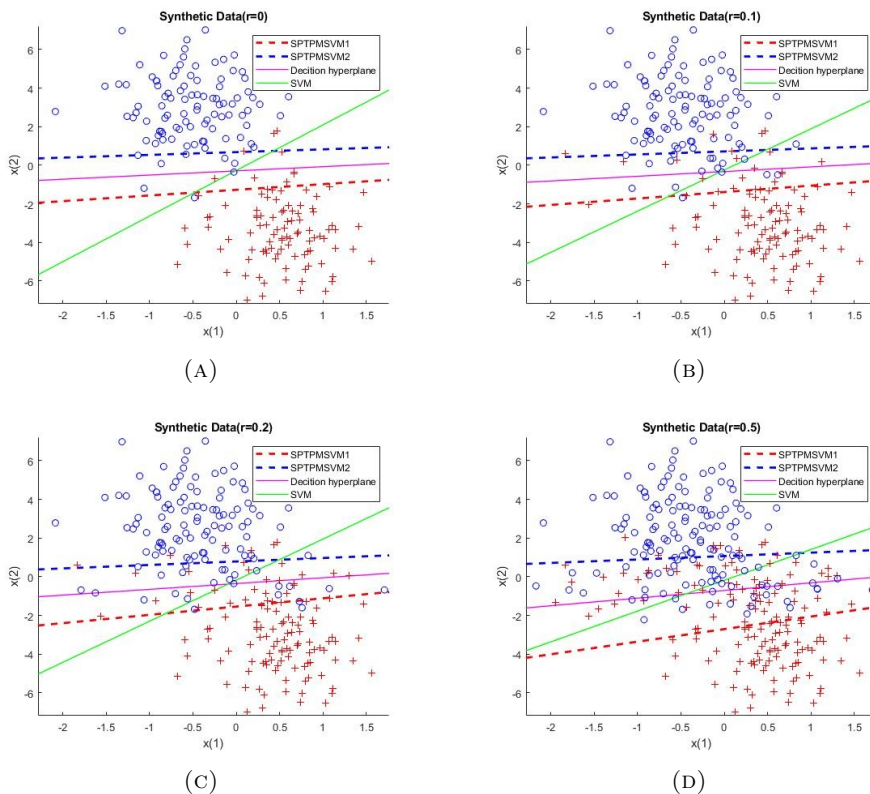 Synthetic Data(r=0)
SPTPMSVM1
SPTPMSVM2
Decition hyperplane
SVM
x(2)
6
4
2
0
-2
-4
-6
-2
-1.5
-1
-0.5
0
0.5
1
1.5
x(1)
(A)
Synthetic Data(r=0.1)
SPTPMSVM1
SPTPMSVM2
Decition hyperplane
SVM
x(2)
6
4
2
0
-2
-4
-6
-2
-1.5
-1
-0.5
0
0.5
1
1.5
x(1)
(B)
Synthetic Data(r=0.2)
SPTPMSVM1
SPTPMSVM2
Decition hyperplane
SVM
x(2)
6
4
2
0
-2
-4
-6
-2
-1.5
-1
-0.5
0
0.5
1
1.5
x(1)
(C)
Synthetic Data(r=0.5)
SPTPMSVM1
SPTPMSVM2
Decition hyperplane
SVM
x(2)
6
4
2
0
-2
-4
-6
-2
-1.5
-1
-0.5
0
0.5
1
1.5
x(1)
(D)